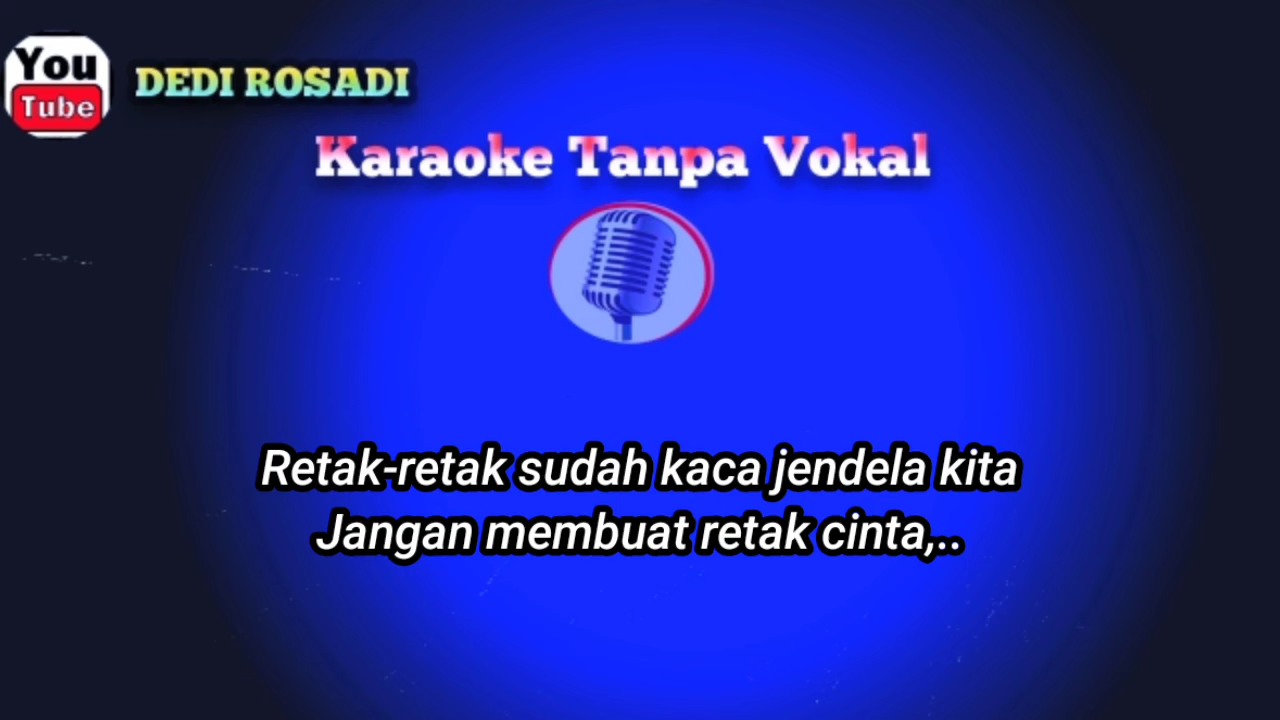 You
Tube
DEDI ROSADI
Karaoke Tanpa Vokal
Retak-retak sudah kaca jendela kita
Jangan membuat retak cinta,..